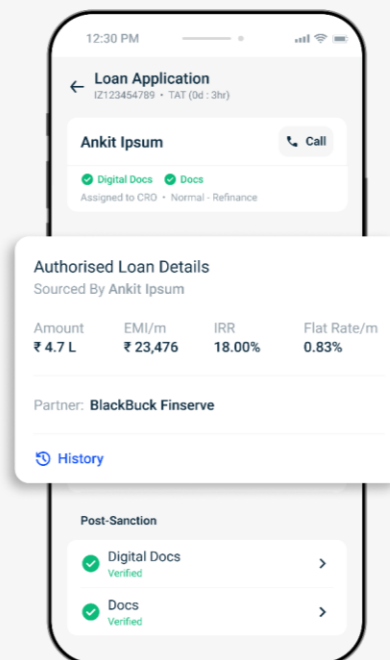 12:30 PM
Loan Application
IZ123454789 • TAT (0d : 3hr)
Ankit Ipsum
Call
Digital Docs Docs
Assigned to CRO • Normal - Refinance
Authorised Loan Details
Sourced By Ankit Ipsum
Amount EMI/m IRR Flat Rate/m
₹ 4.7 L ₹ 23,476 18.00% 0.83%
Partner: BlackBuck Finserve
History
Post-Sanction
Digital Docs
Verified
Docs
Verified